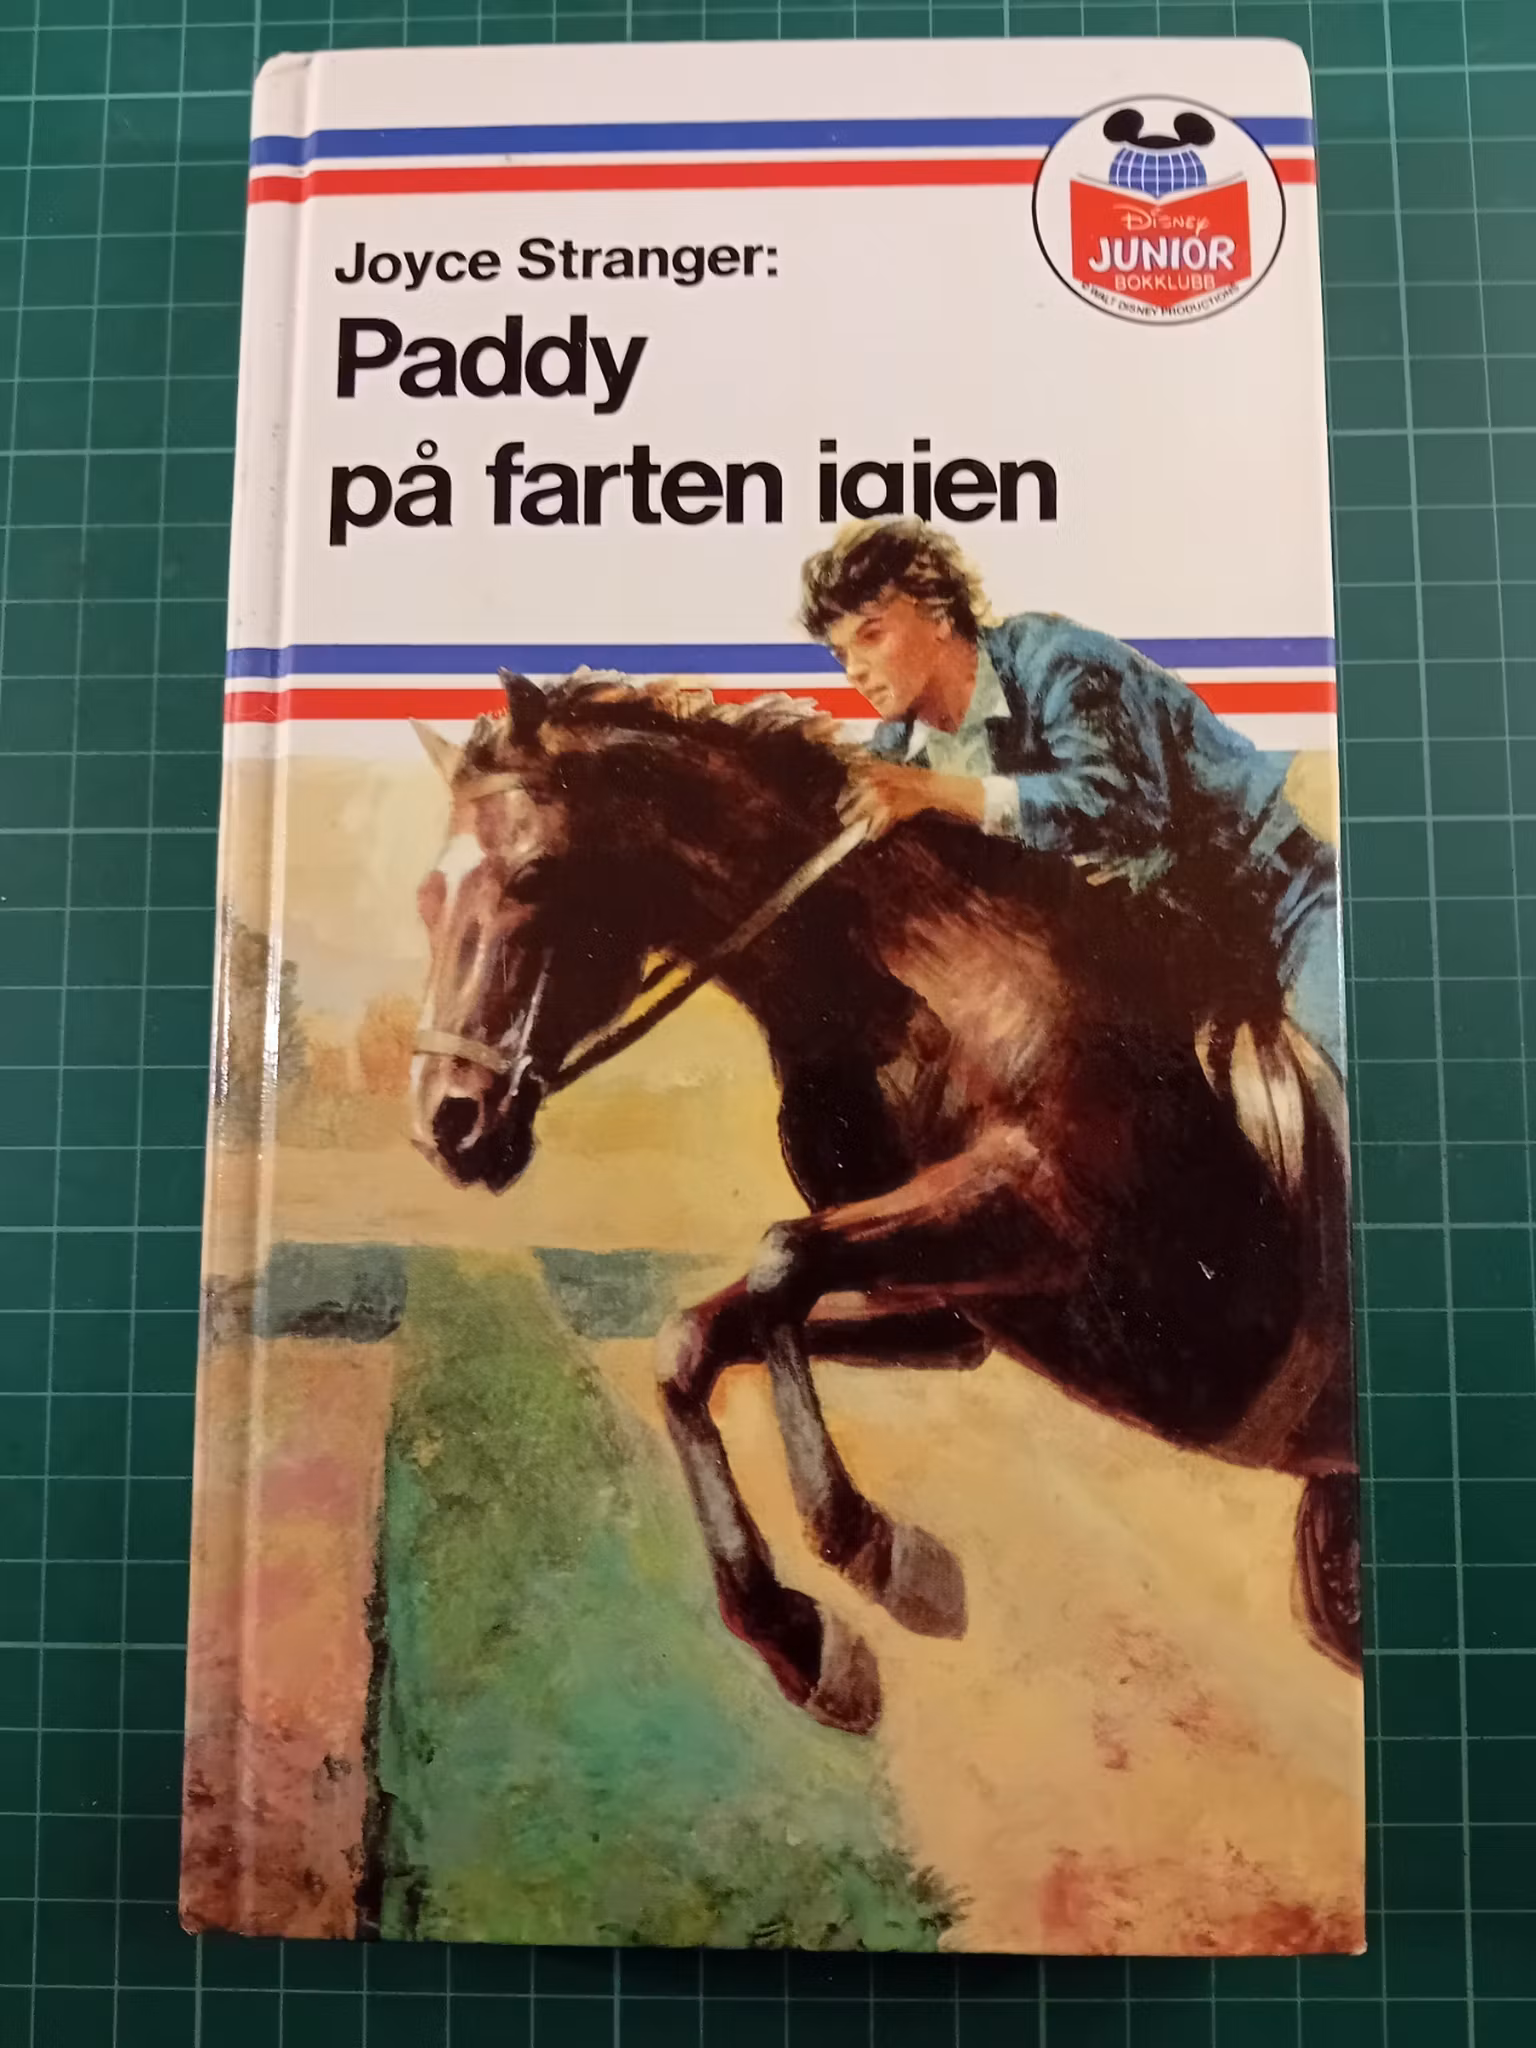 Joyce Stranger:
Paddy
på farten igjen
Disney
JUNIOR
BOKKLUBB
© WALT DISNEY PRODUCTIONS